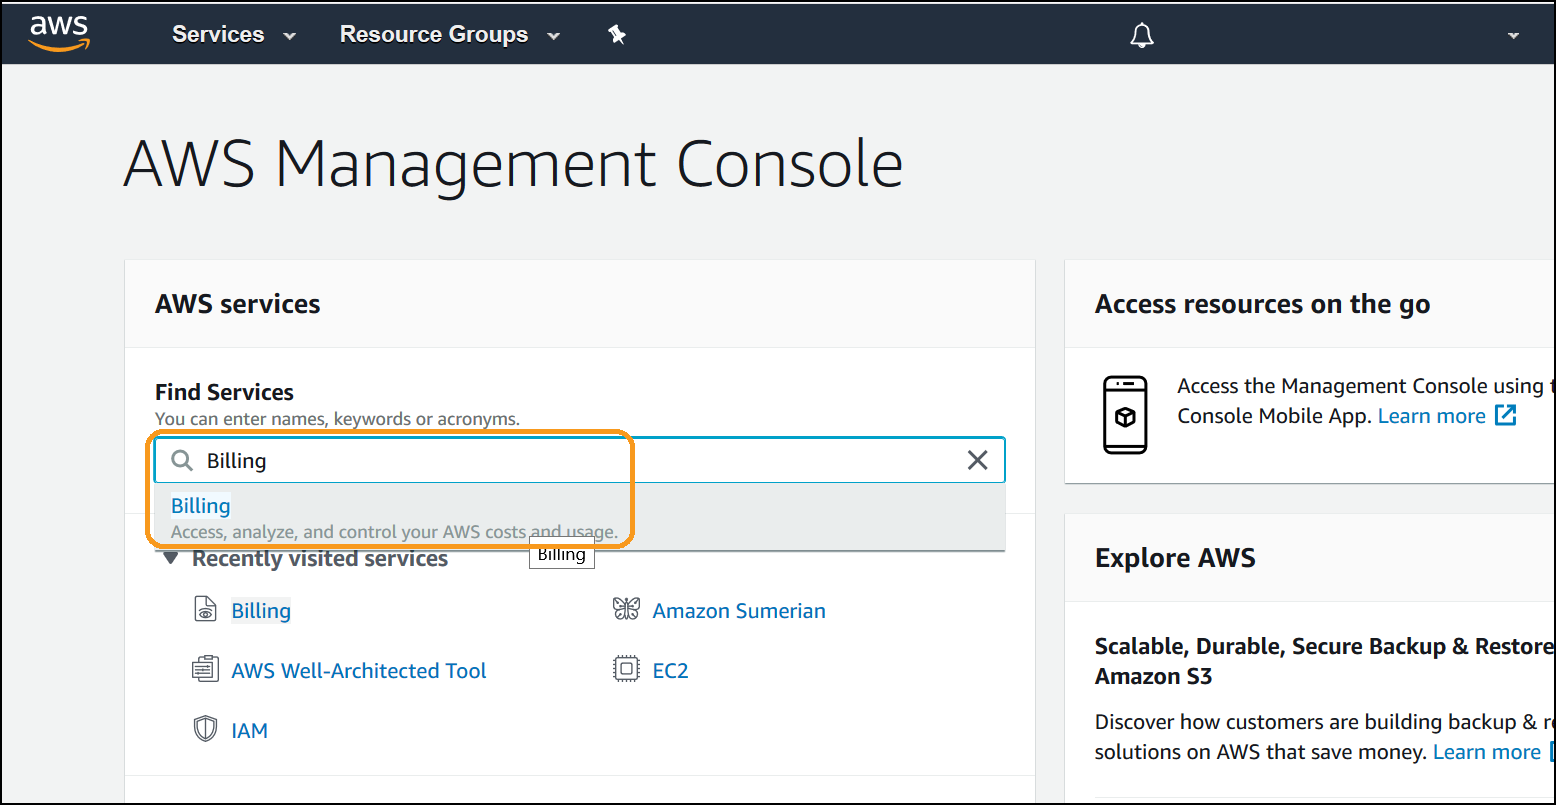 aws
Services
Resource Groups
AWS Management Console
AWS services
Find Services
You can enter names, keywords or acronyms.
Billing
Billing
Access, analyze, and control your AWS costs and usage.
Billing
Recently visited services
Billing
Amazon Sumerian
AWS Well-Architected Tool
EC2
IAM
Access resources on the go
Access the Management Console using
Console Mobile App. Learn more
Explore AWS
Scalable, Durable, Secure Backup & Restore
Amazon S3
Discover how customers are building backup &
solutions on AWS that save money. Learn more